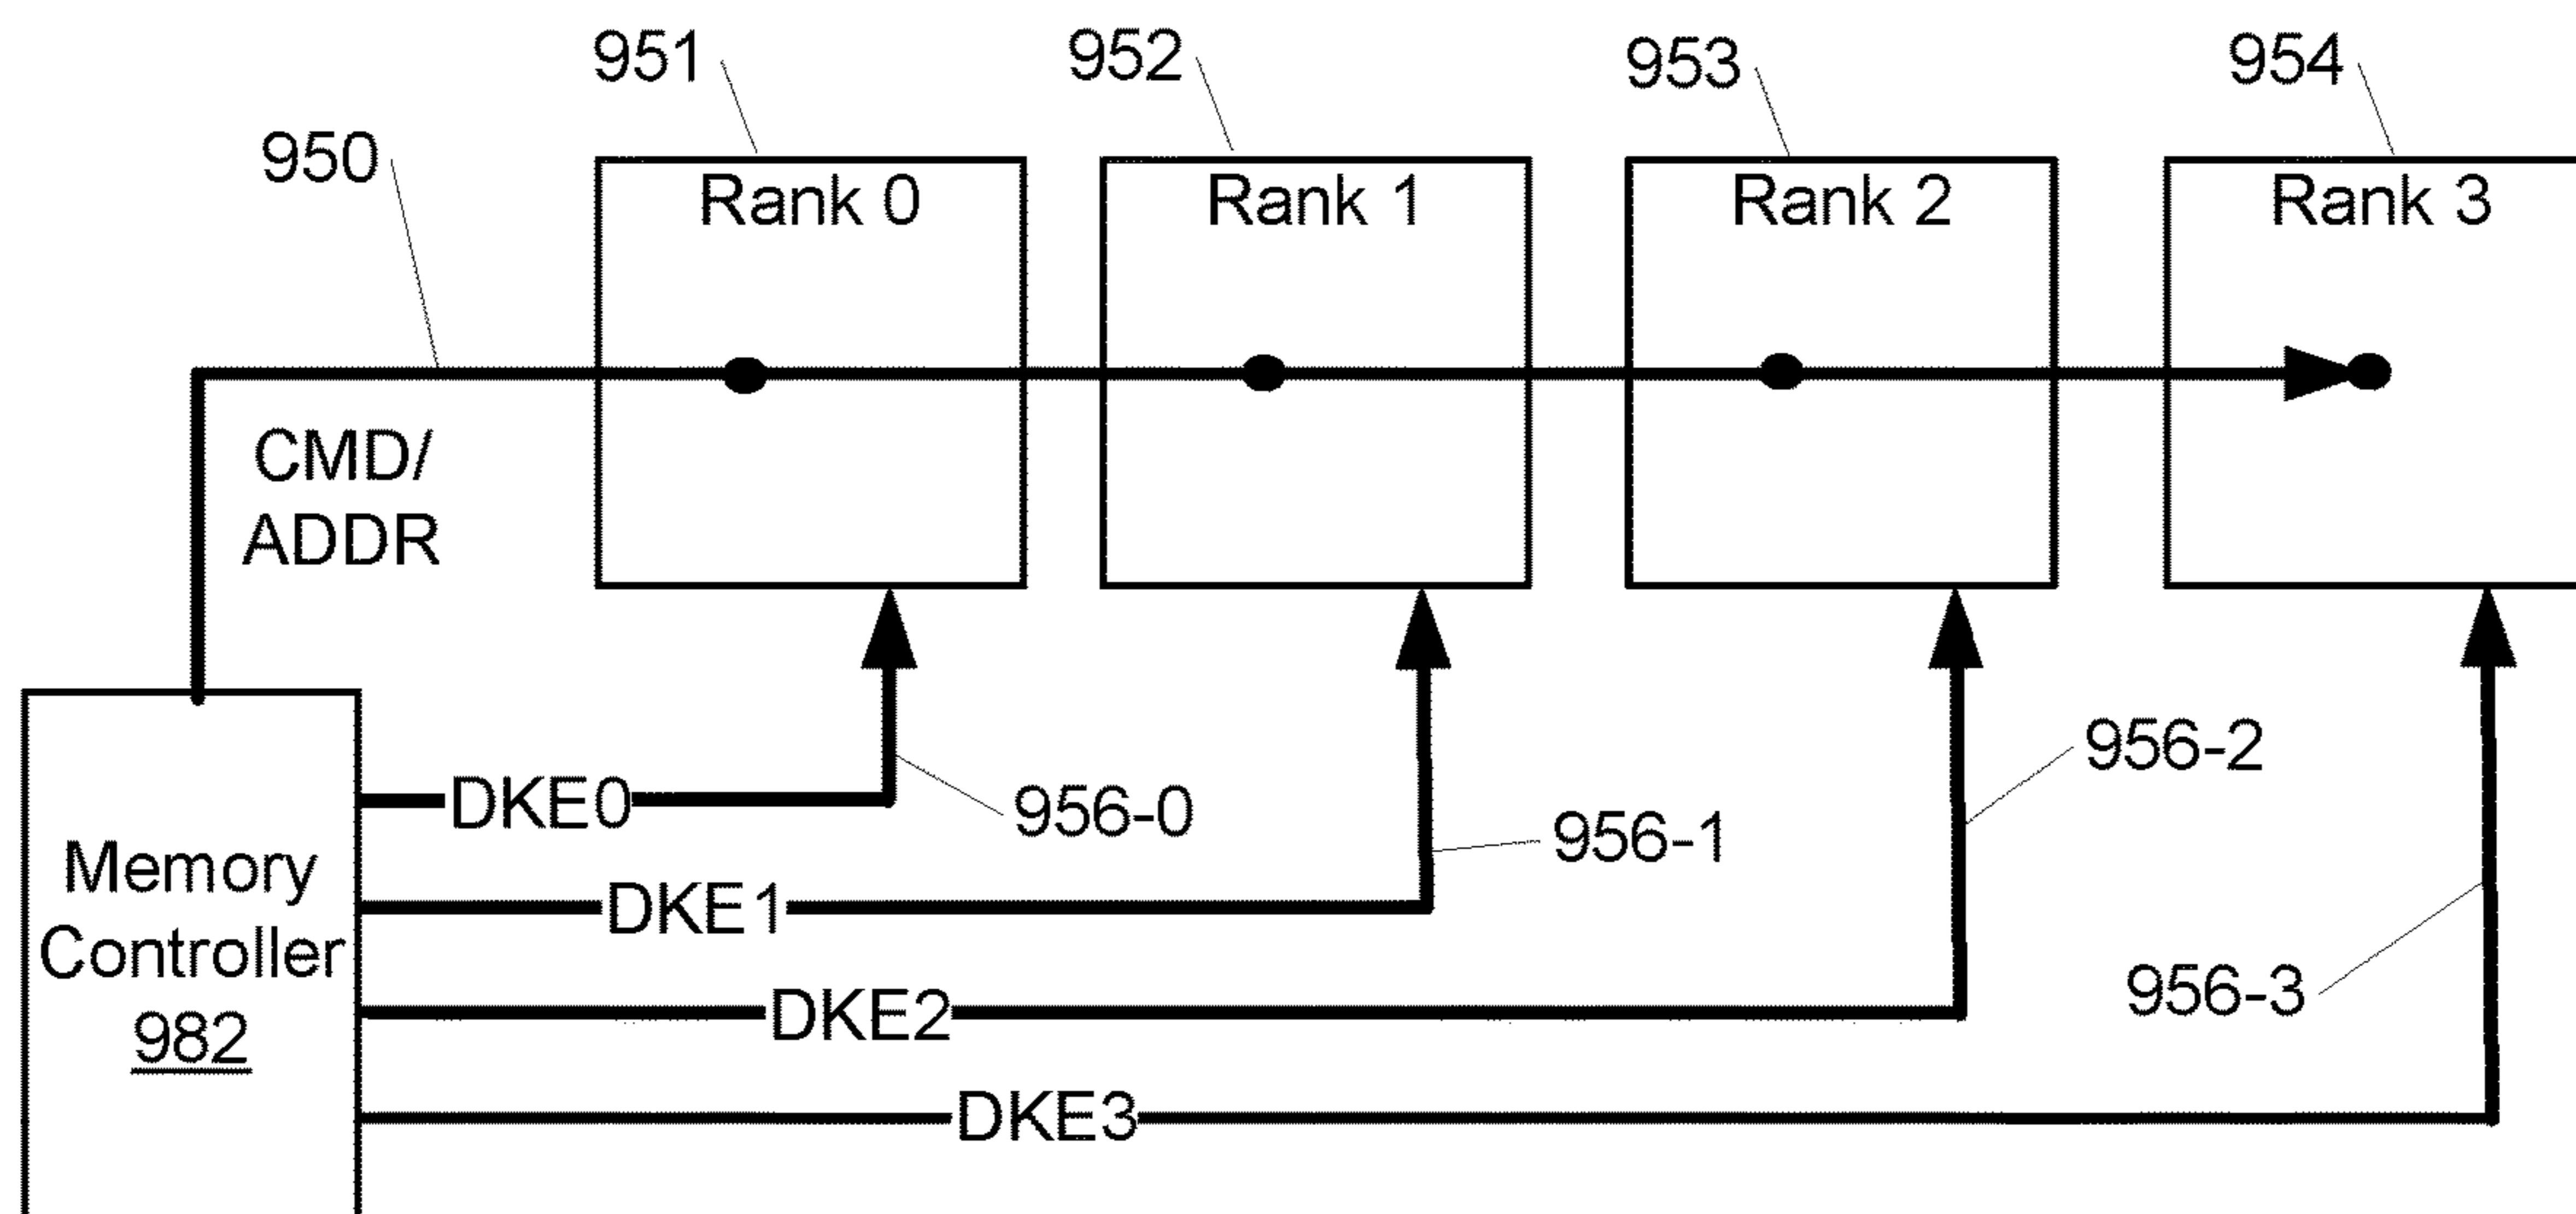 951
952
953
954
950
Rank 0
Rank 1
Rank 2
Rank 3
CMD/
ADDR
956-2
DKE0
956-0
956-1
Memory
Controller
982
DKE1
956-3
DKE2
DKE3